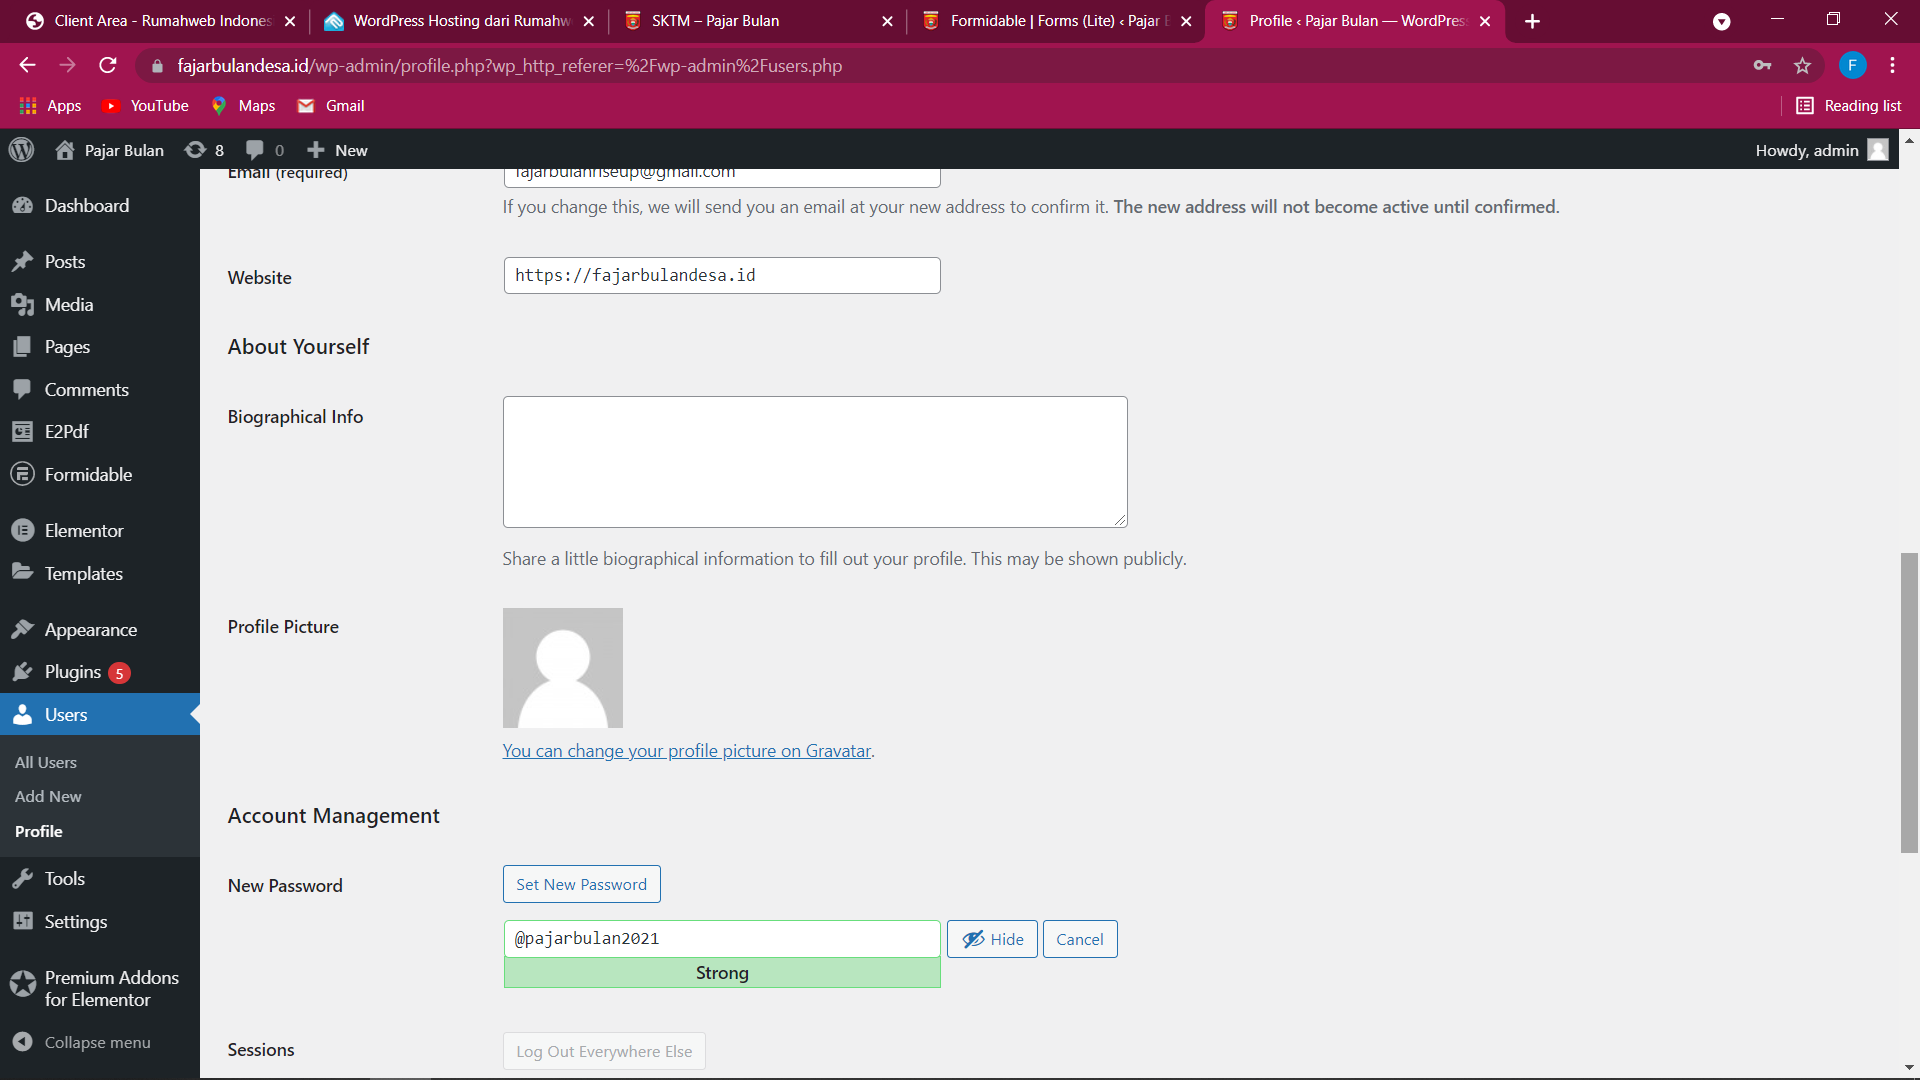 Client Area - Rumahweb Indones
WordPress Hosting dari Rumahw
SKTM – Pajar Bulan
Formidable | Forms (Lite) ‹ Pajar B
Profile ‹ Pajar Bulan — WordPress
fajarbulandesa.id/wp-admin/profile.php?wp_http_referer=%2Fwp-admin%2Fusers.php
F
Apps
YouTube
Maps
Gmail
Reading list
Pajar Bulan
8
0
New
Howdy, admin
Dashboard
Posts
Media
Pages
Comments
E2Pdf
Formidable
Elementor
Templates
Appearance
Plugins 5
Users
All Users
Add New
Profile
Tools
Settings
Premium Addons
for Elementor
Collapse menu
Email (required)
fajarbulanriseup@gmail.com
If you change this, we will send you an email at your new address to confirm it. The new address will not become active until confirmed.
Website
https://fajarbulandesa.id
About Yourself
Biographical Info
Share a little biographical information to fill out your profile. This may be shown publicly.
Profile Picture
You can change your profile picture on Gravatar.
Account Management
New Password
Set New Password
@pajarbulan2021
Hide
Cancel
Strong
Sessions
Log Out Everywhere Else